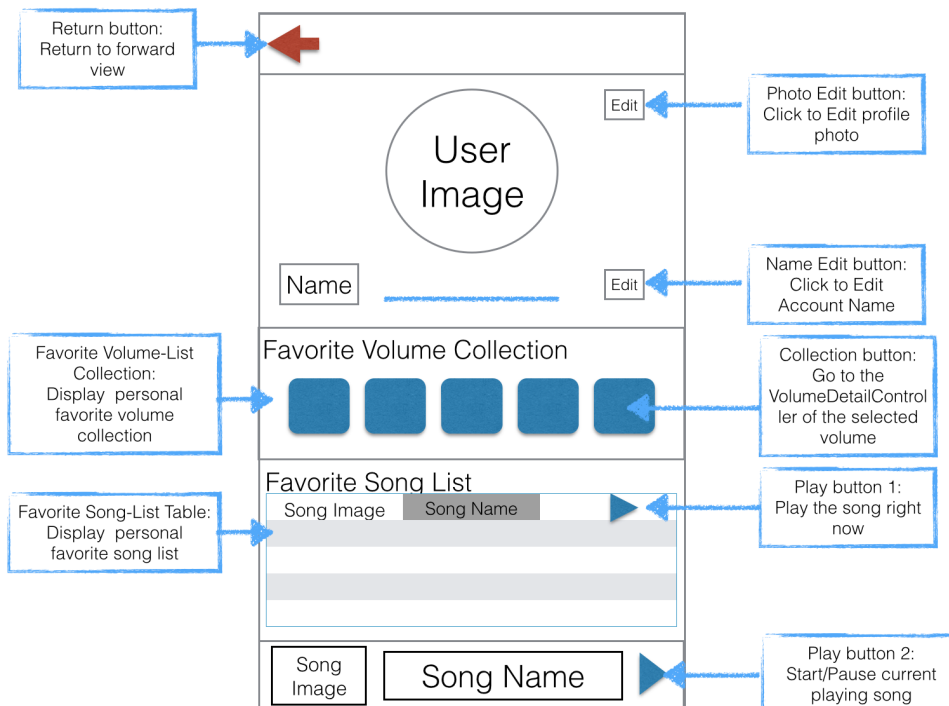 Return button:
Return to forward
view
Edit
Photo Edit button:
Click to Edit profile
photo
User
Image
Name
Edit
Name Edit button:
Click to Edit
Account Name
Favorite Volume-List
Collection:
Display personal
favorite volume
collection
Favorite Volume Collection
Collection button:
Go to the
VolumeDetailControl
ler of the selected
volume
Favorite Song List
Song Image
Song Name
Play button 1:
Play the song right
now
Favorite Song-List Table:
Display personal
favorite song list
Song
Image
Song Name
Play button 2:
Start/Pause current
playing song